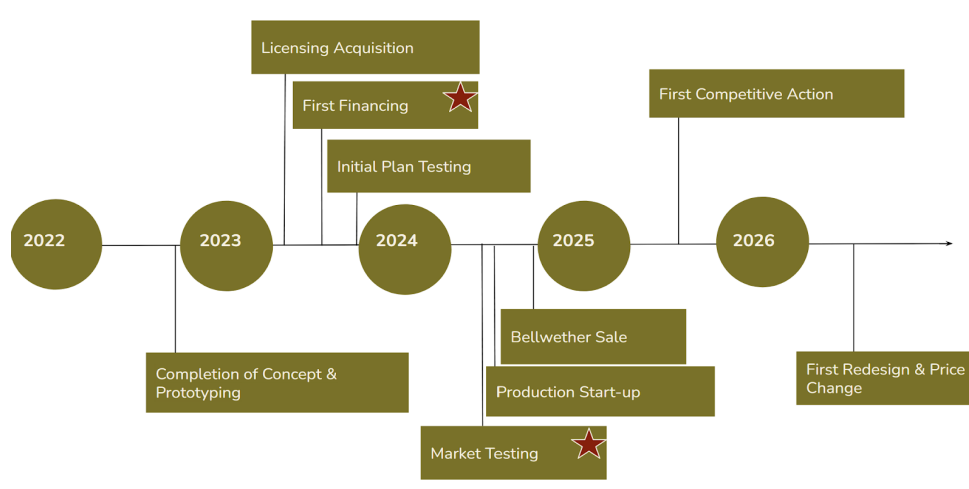 Licensing Acquisition
First Financing
First Competitive Action
Initial Plan Testing
2022
2023
2024
2025
2026
Bellwether Sale
Completion of Concept &
Prototyping
Production Start-up
First Redesign & Price
Change
Market Testing